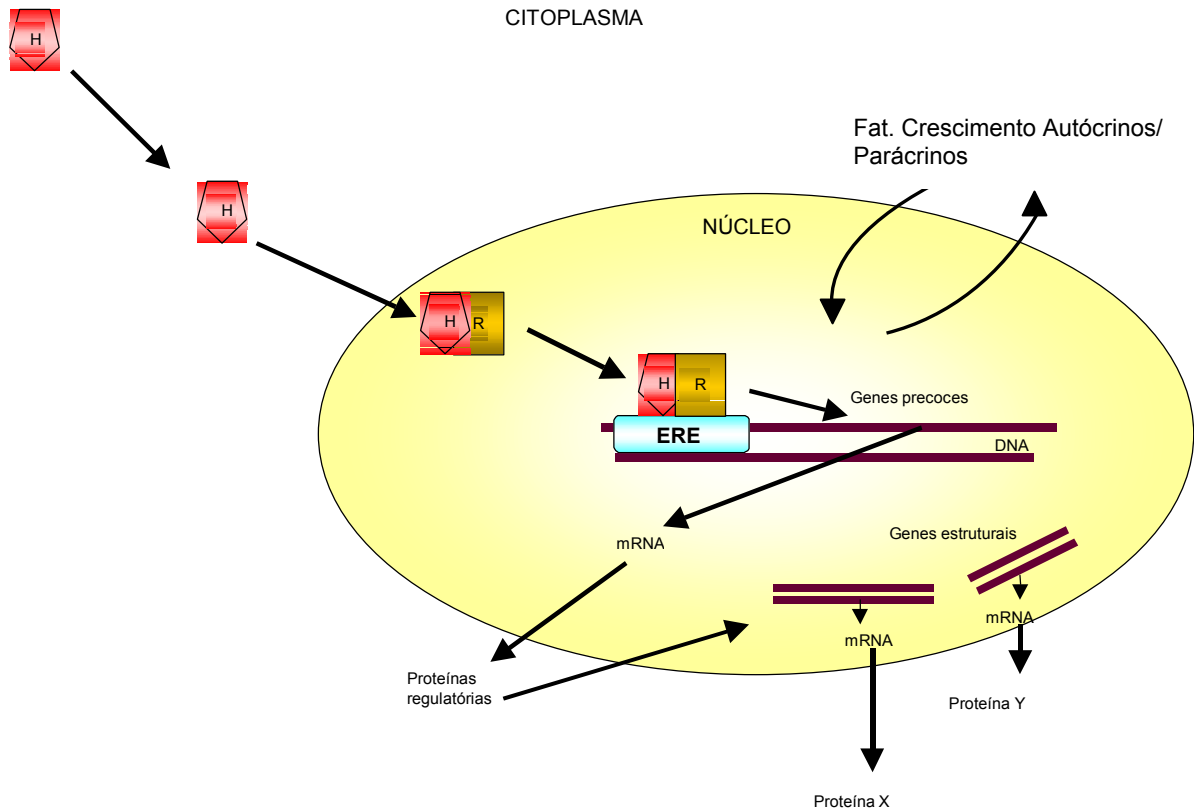 CITOPLASMA
H
Fat. Crescimento Autócrinos/
Parácrinos
H
NÚCLEO
H R
H R
Genes precoces
ERE
DNA
mRNA
Genes estruturais
mRNA
mRNA
Proteínas
regulatórias
Proteína Y
Proteína X